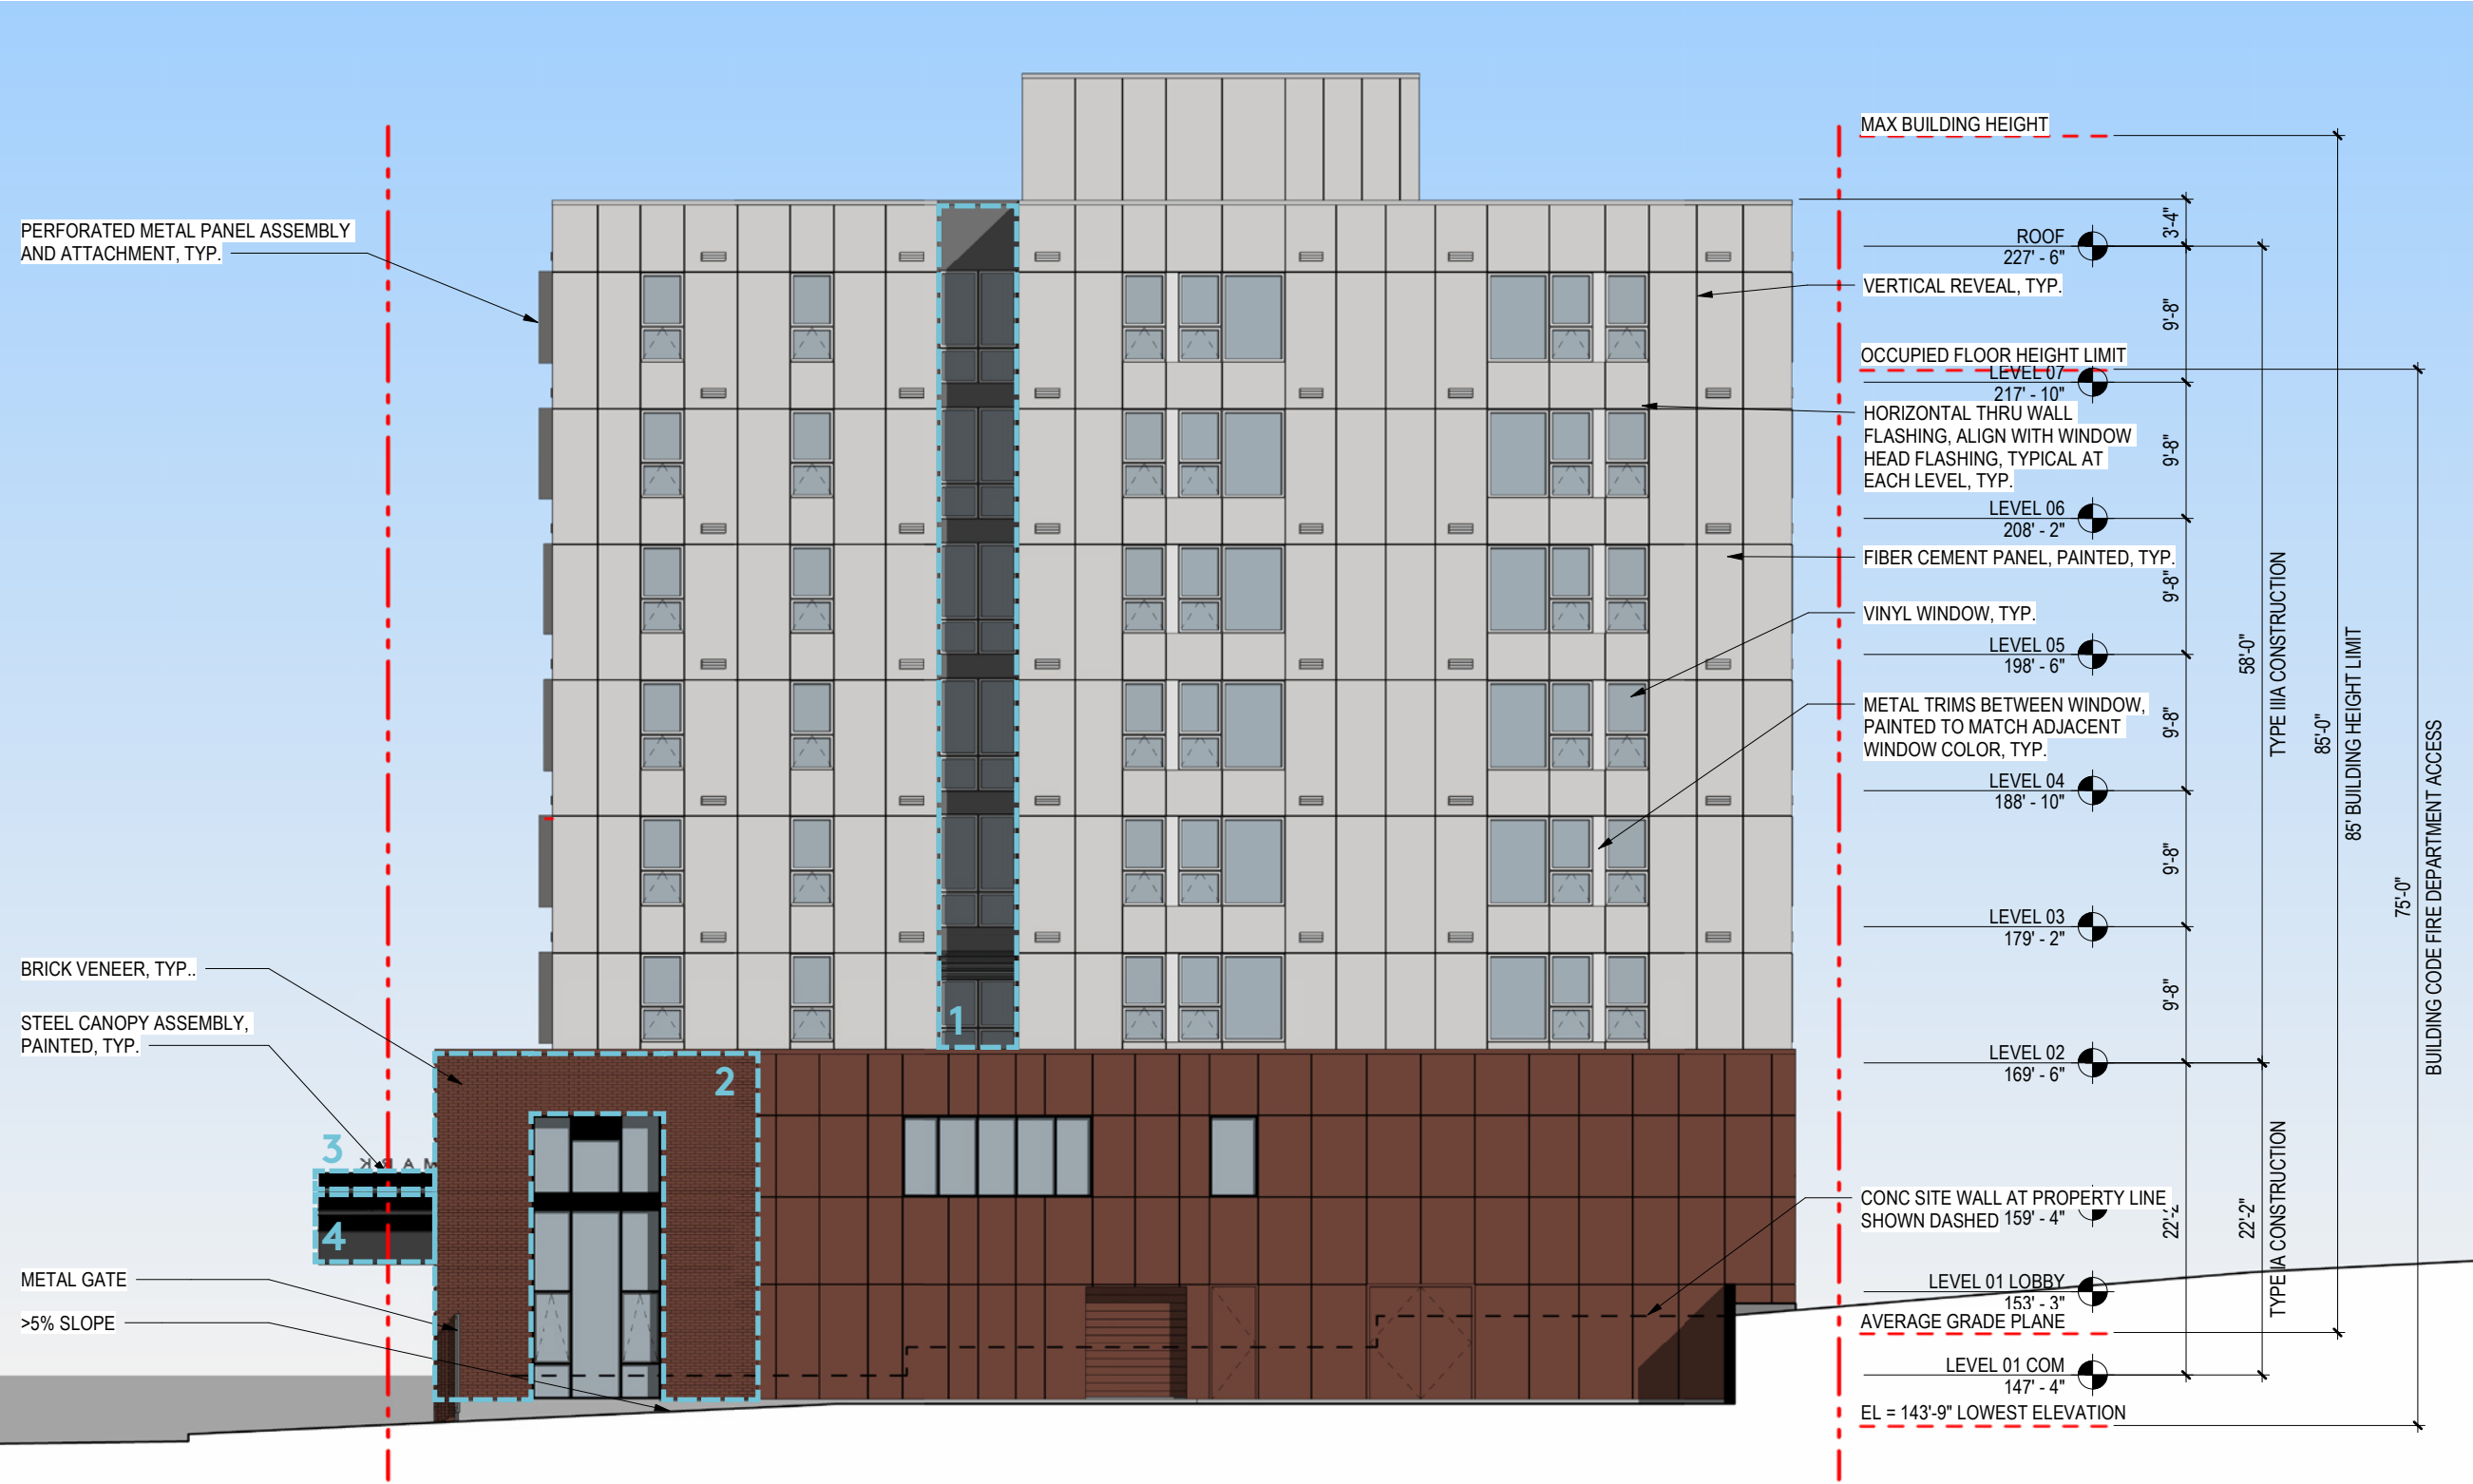 MAX BUILDING HEIGHT
3'-4"
PERFORATED METAL PANEL ASSEMBLY
AND ATTACHMENT, TYP.
ROOF
227' - 6"
VERTICAL REVEAL, TYP.
9'-8"
OCCUPIED FLOOR HEIGHT LIMIT
LEVEL 07
217' - 10"
HORIZONTAL THRU WALL
FLASHING, ALIGN WITH WINDOW
HEAD FLASHING, TYPICAL AT
EACH LEVEL, TYP.
9'-8"
LEVEL 06
208' - 2"
FIBER CEMENT PANEL, PAINTED, TYP.
9'-8"
VINYL WINDOW, TYP.
LEVEL 05
198' - 6"
58'-0"
TYPE IIIA CONSTRUCTION
METAL TRIMS BETWEEN WINDOW,
PAINTED TO MATCH ADJACENT
WINDOW COLOR, TYP.
9'-8"
85'-0"
85' BUILDING HEIGHT LIMIT
LEVEL 04
188' - 10"
9'-8"
75'-0"
BUILDING CODE FIRE DEPARTMENT ACCESS
LEVEL 03
179' - 2"
9'-8"
BRICK VENEER, TYP..
STEEL CANOPY ASSEMBLY,
PAINTED, TYP.
1
LEVEL 02
169' - 6"
2
3
MARK
4
CONC SITE WALL AT PROPERTY LINE
SHOWN DASHED
159' - 4"
22'-2"
22'-2"
TYPE IA CONSTRUCTION
METAL GATE
LEVEL 01 LOBBY
153' - 3"
>5% SLOPE
AVERAGE GRADE PLANE
LEVEL 01 COM
147' - 4"
EL = 143'-9" LOWEST ELEVATION